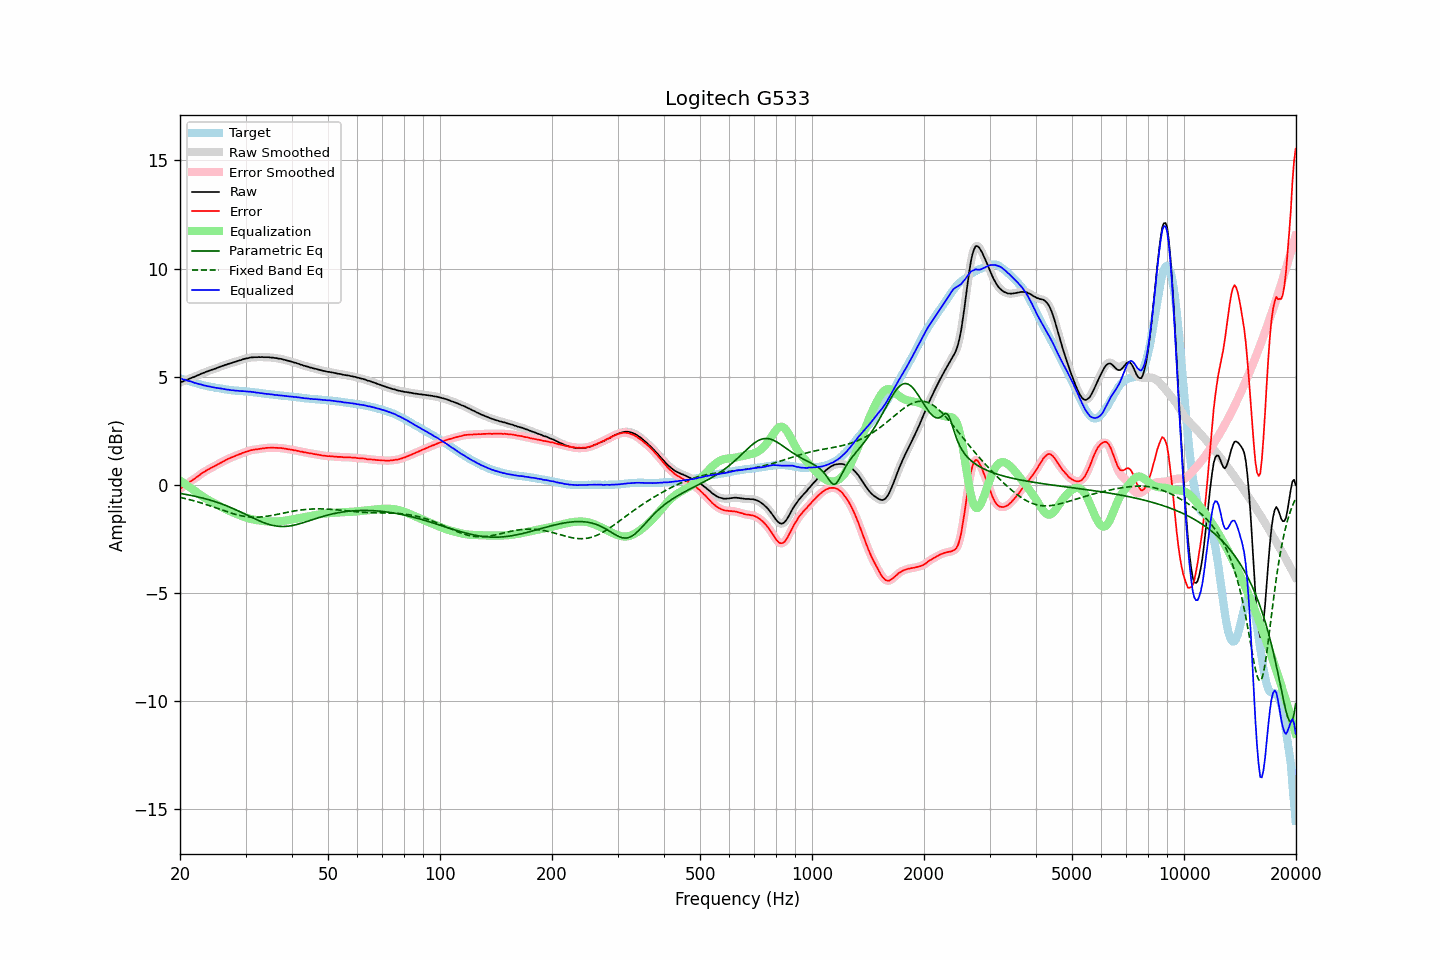 Logitech G533
Amplitude (dBr)
15
10
5
0
−5
−10
−15
Target
Raw Smoothed
Error Smoothed
Raw
Error
Equalization
Parametric Eq
Fixed Band Eq
Equalized
20 50 100 200 500 1000 2000 5000 10000 20000
Frequency (Hz)